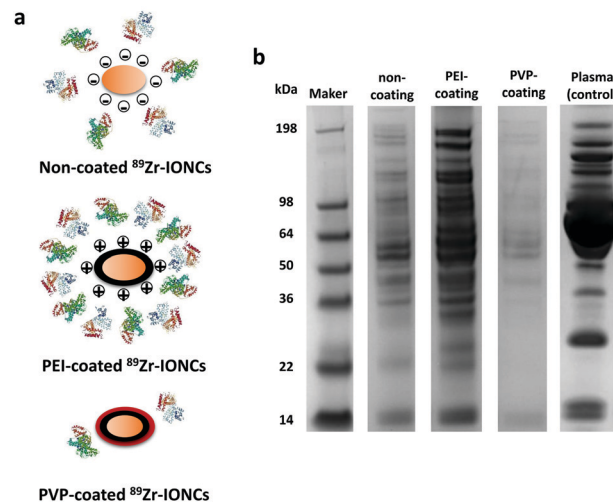 a
Non-coated ⁸⁹Zr-IONCs
PEI-coated ⁸⁹Zr-IONCs
PVP-coated ⁸⁹Zr-IONCs
b
kDa
Maker
non-
coating
PEI-
coating
PVP-
coating
Plasma
(control)
198
98
64
50
36
22
14